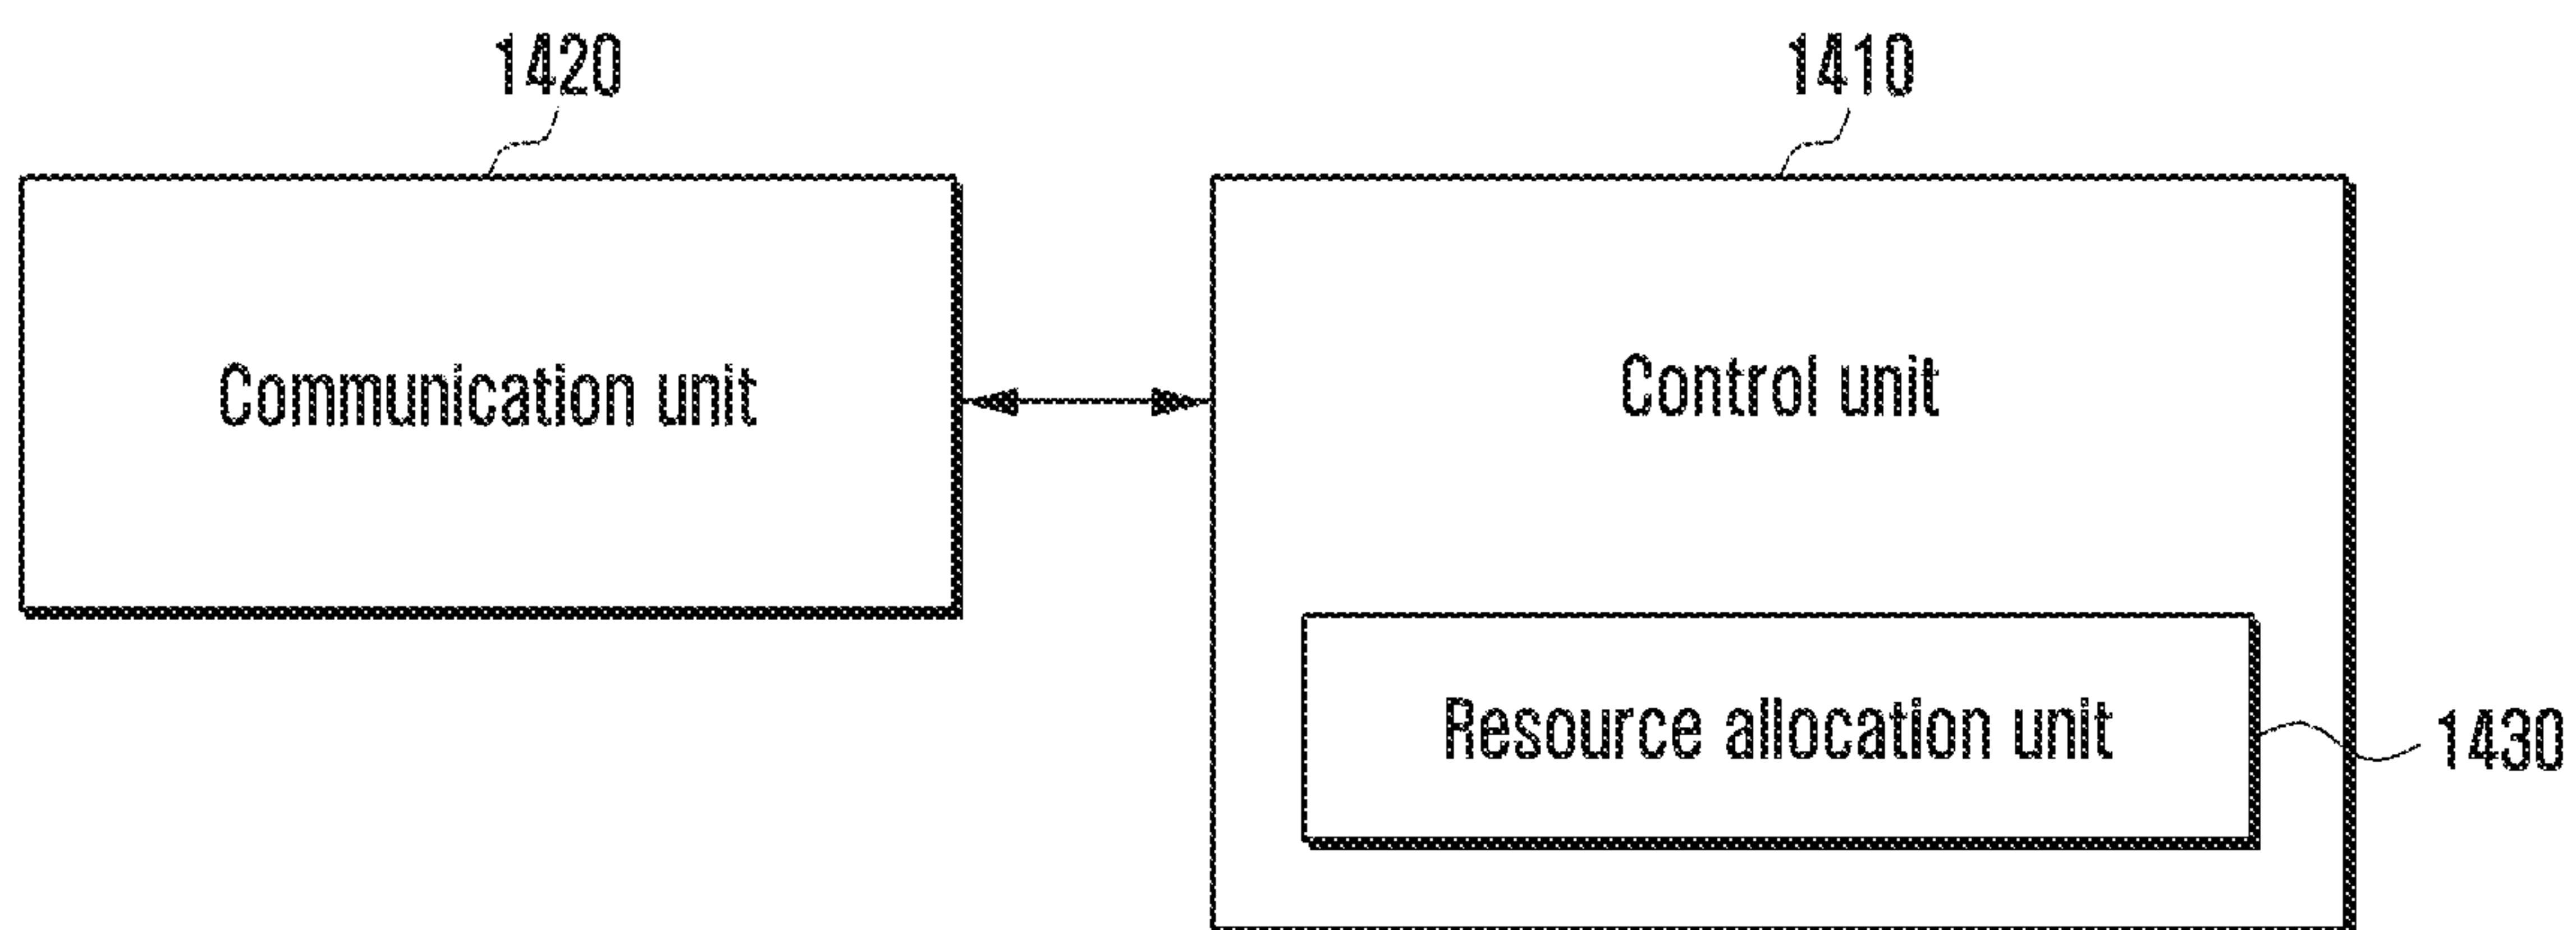 1420
1410
Communication unit
Control unit
Resource allocation unit
1430